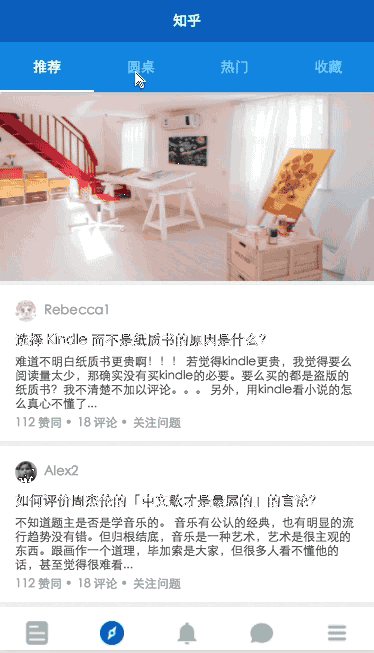 知乎
推荐 圆桌 热门 收藏
Rebecca1
选择 Kindle 而不是纸质书的原因是什么?
难道不明白纸质书更贵啊！！！ 若觉得kindle更贵，我觉得要么
阅读量太少，那确实没有买kindle的必要。要么买的都是盗版的
纸质书？我不清楚不加以评论。。。 另外，用kindle看小说的怎
么真心不懂了...
112 赞同 • 18 评论 • 关注问题
Alex2
如何评价周杰伦的「中文歌才是最屌的」的言论?
不知道题主是否是学音乐的。 音乐有公认的经典，也有明显的流
行趋势没有错。但归根结底，音乐是一种艺术，艺术是很主观的
东西。跟画作一个道理，毕加索是大家，但很多人看不懂他的
话，甚至觉得很难看...
112 赞同 • 18 评论 • 关注问题